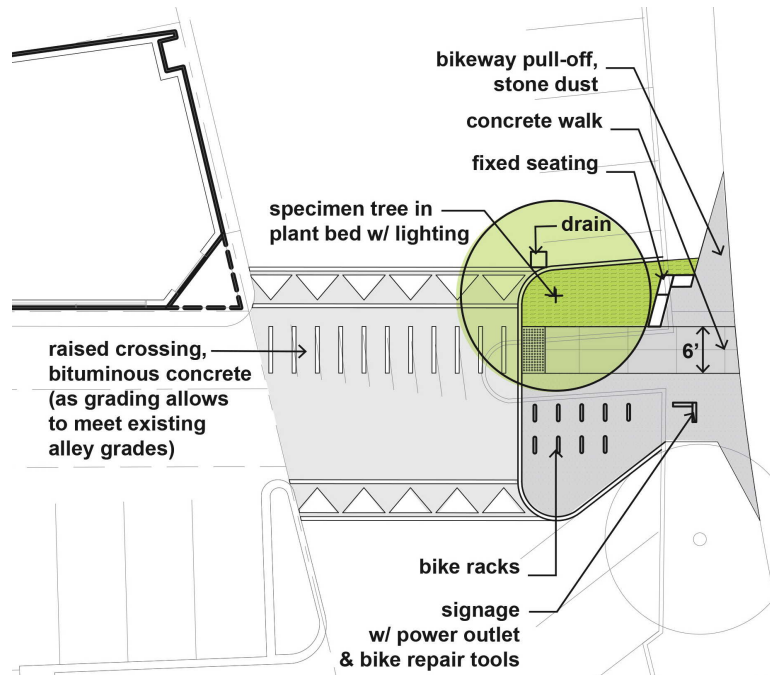 bikeway pull-off,
stone dust
concrete walk
fixed seating
specimen tree in
plant bed w/ lighting
drain
raised crossing,
bituminous concrete
(as grading allows
to meet existing
alley grades)
6’
bike racks
signage
w/ power outlet
& bike repair tools